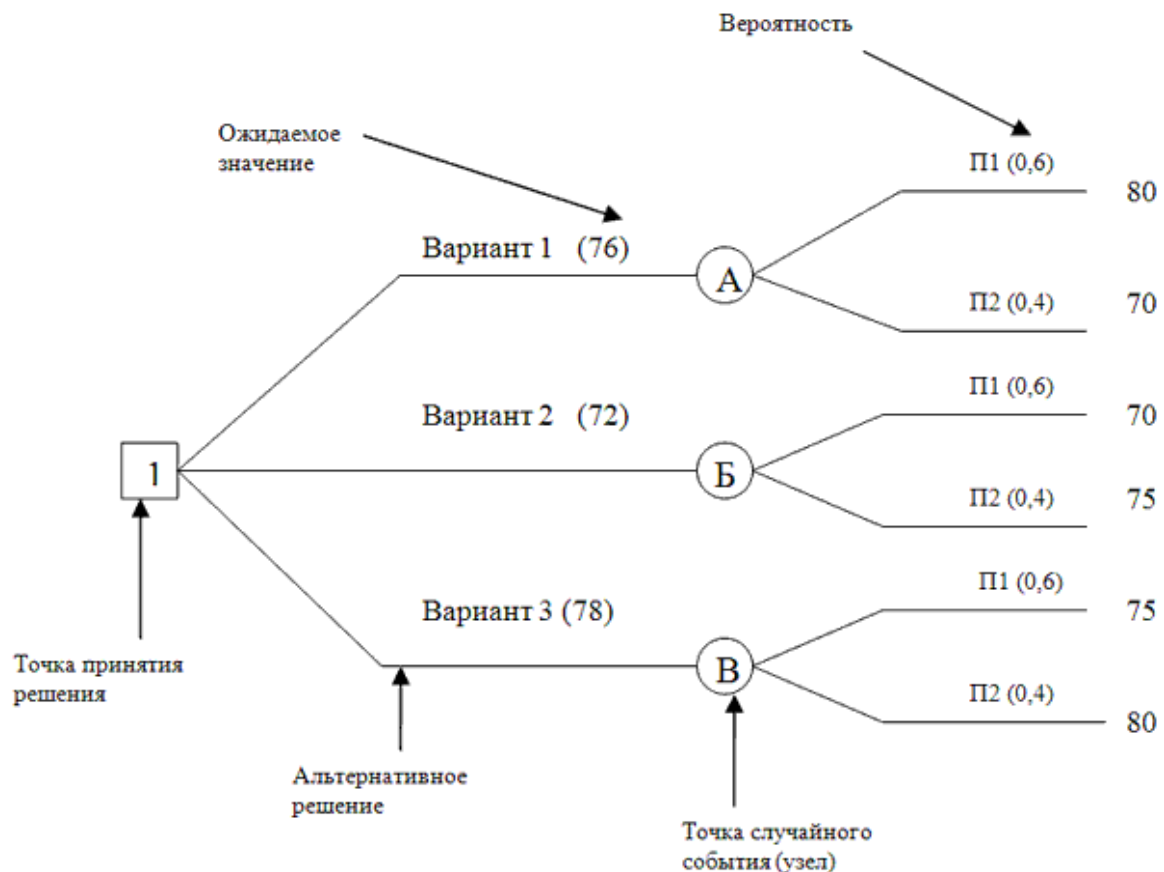 Вероятность
Ожидаемое
значение
П1 (0,6)
80
Вариант 1 (76)
А
П2 (0,4)
70
П1 (0,6)
70
Вариант 2 (72)
1
Б
П2 (0,4)
75
П1 (0,6)
75
Вариант 3 (78)
В
Точка принятия
решения
П2 (0,4)
80
Альтернативное
решение
Точка случайного
события (узел)